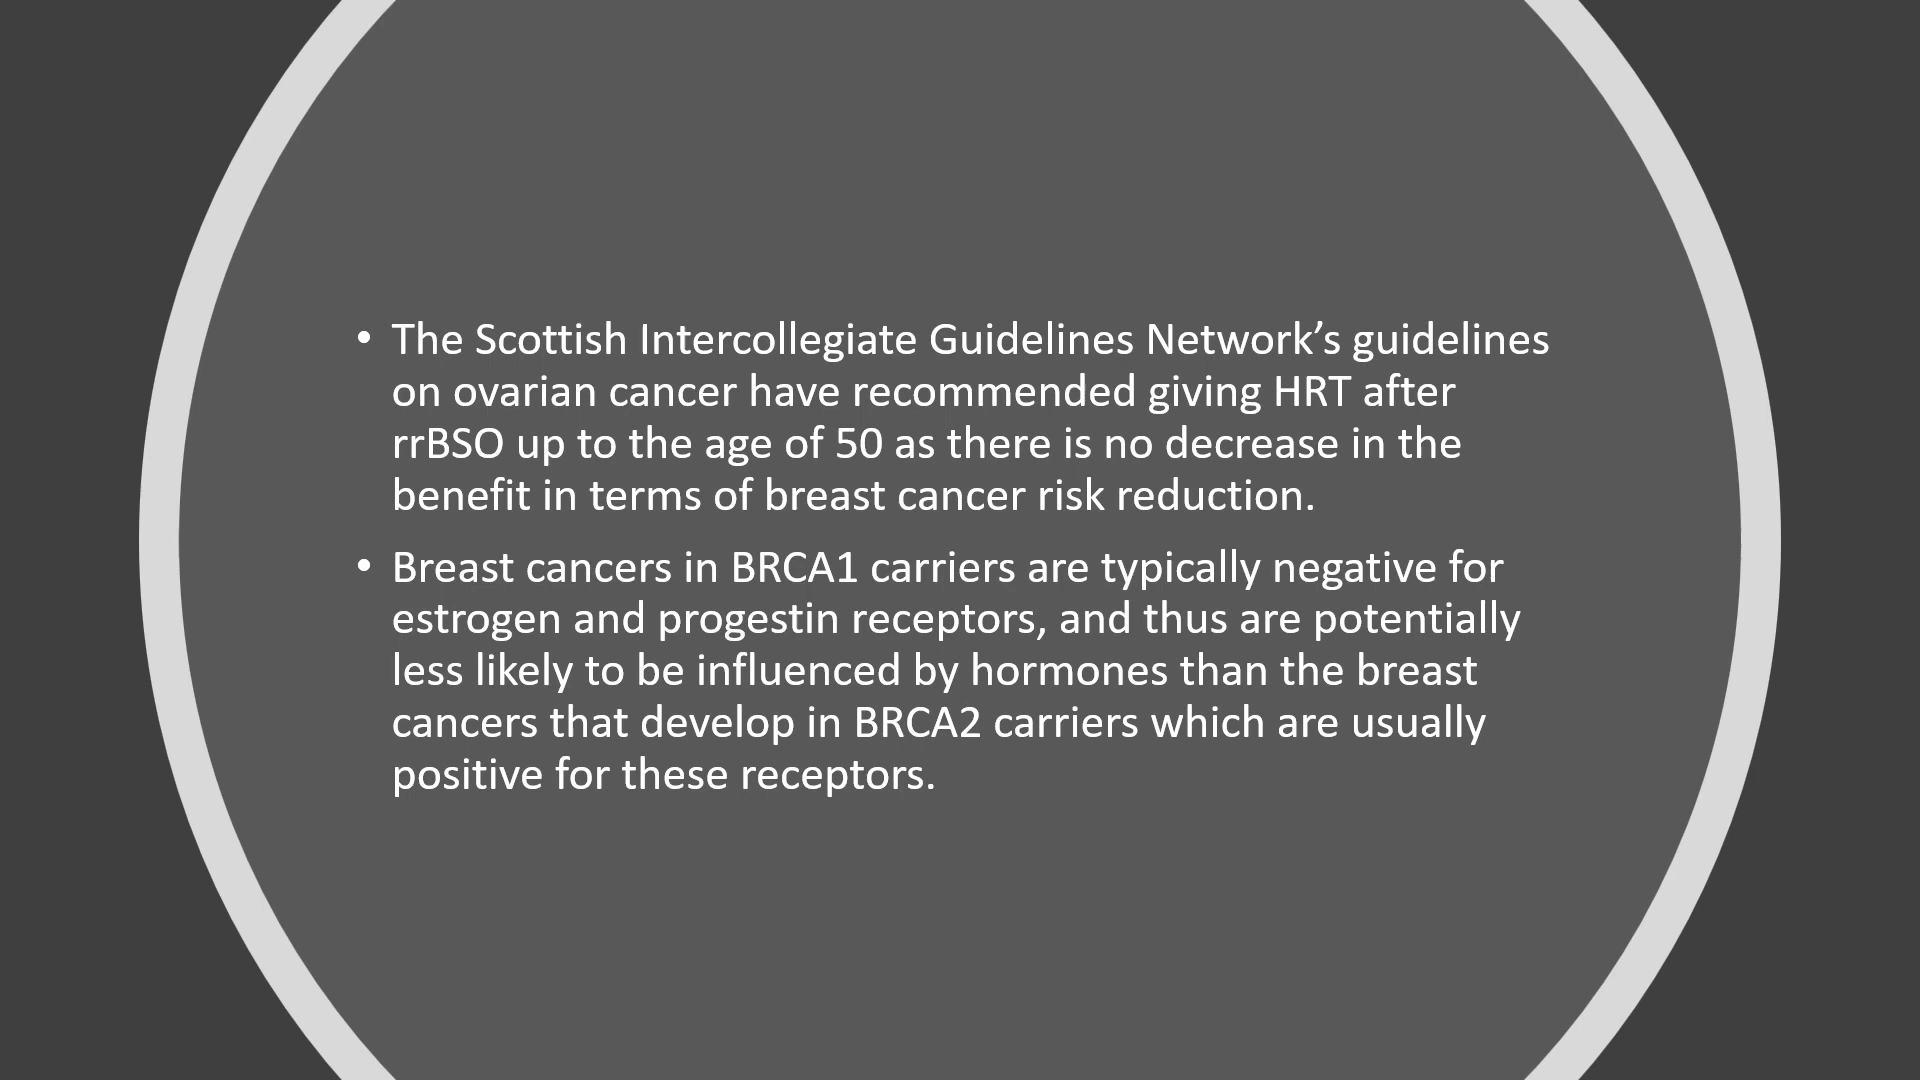 • The Scottish Intercollegiate Guidelines Network’s guidelines
on ovarian cancer have recommended giving HRT after
rrBSO up to the age of 50 as there is no decrease in the
benefit in terms of breast cancer risk reduction.
• Breast cancers in BRCA1 carriers are typically negative for
estrogen and progestin receptors, and thus are potentially
less likely to be influenced by hormones than the breast
cancers that develop in BRCA2 carriers which are usually
positive for these receptors.